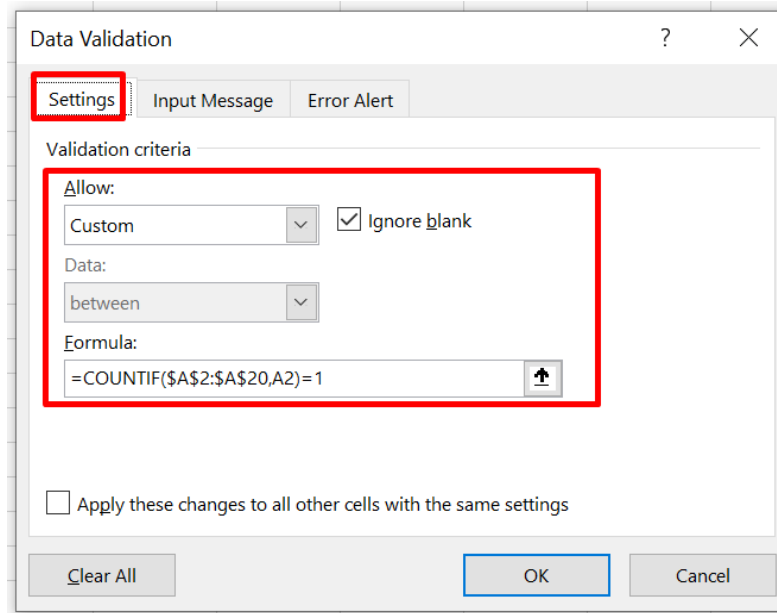 Data Validation ?
Settings Input Message Error Alert
Validation criteria
Allow:
Custom Ignore blank
Data:
between
Formula:
=COUNTIF($A$2:$A$20,A2)=1
Apply these changes to all other cells with the same settings
Clear All OK Cancel